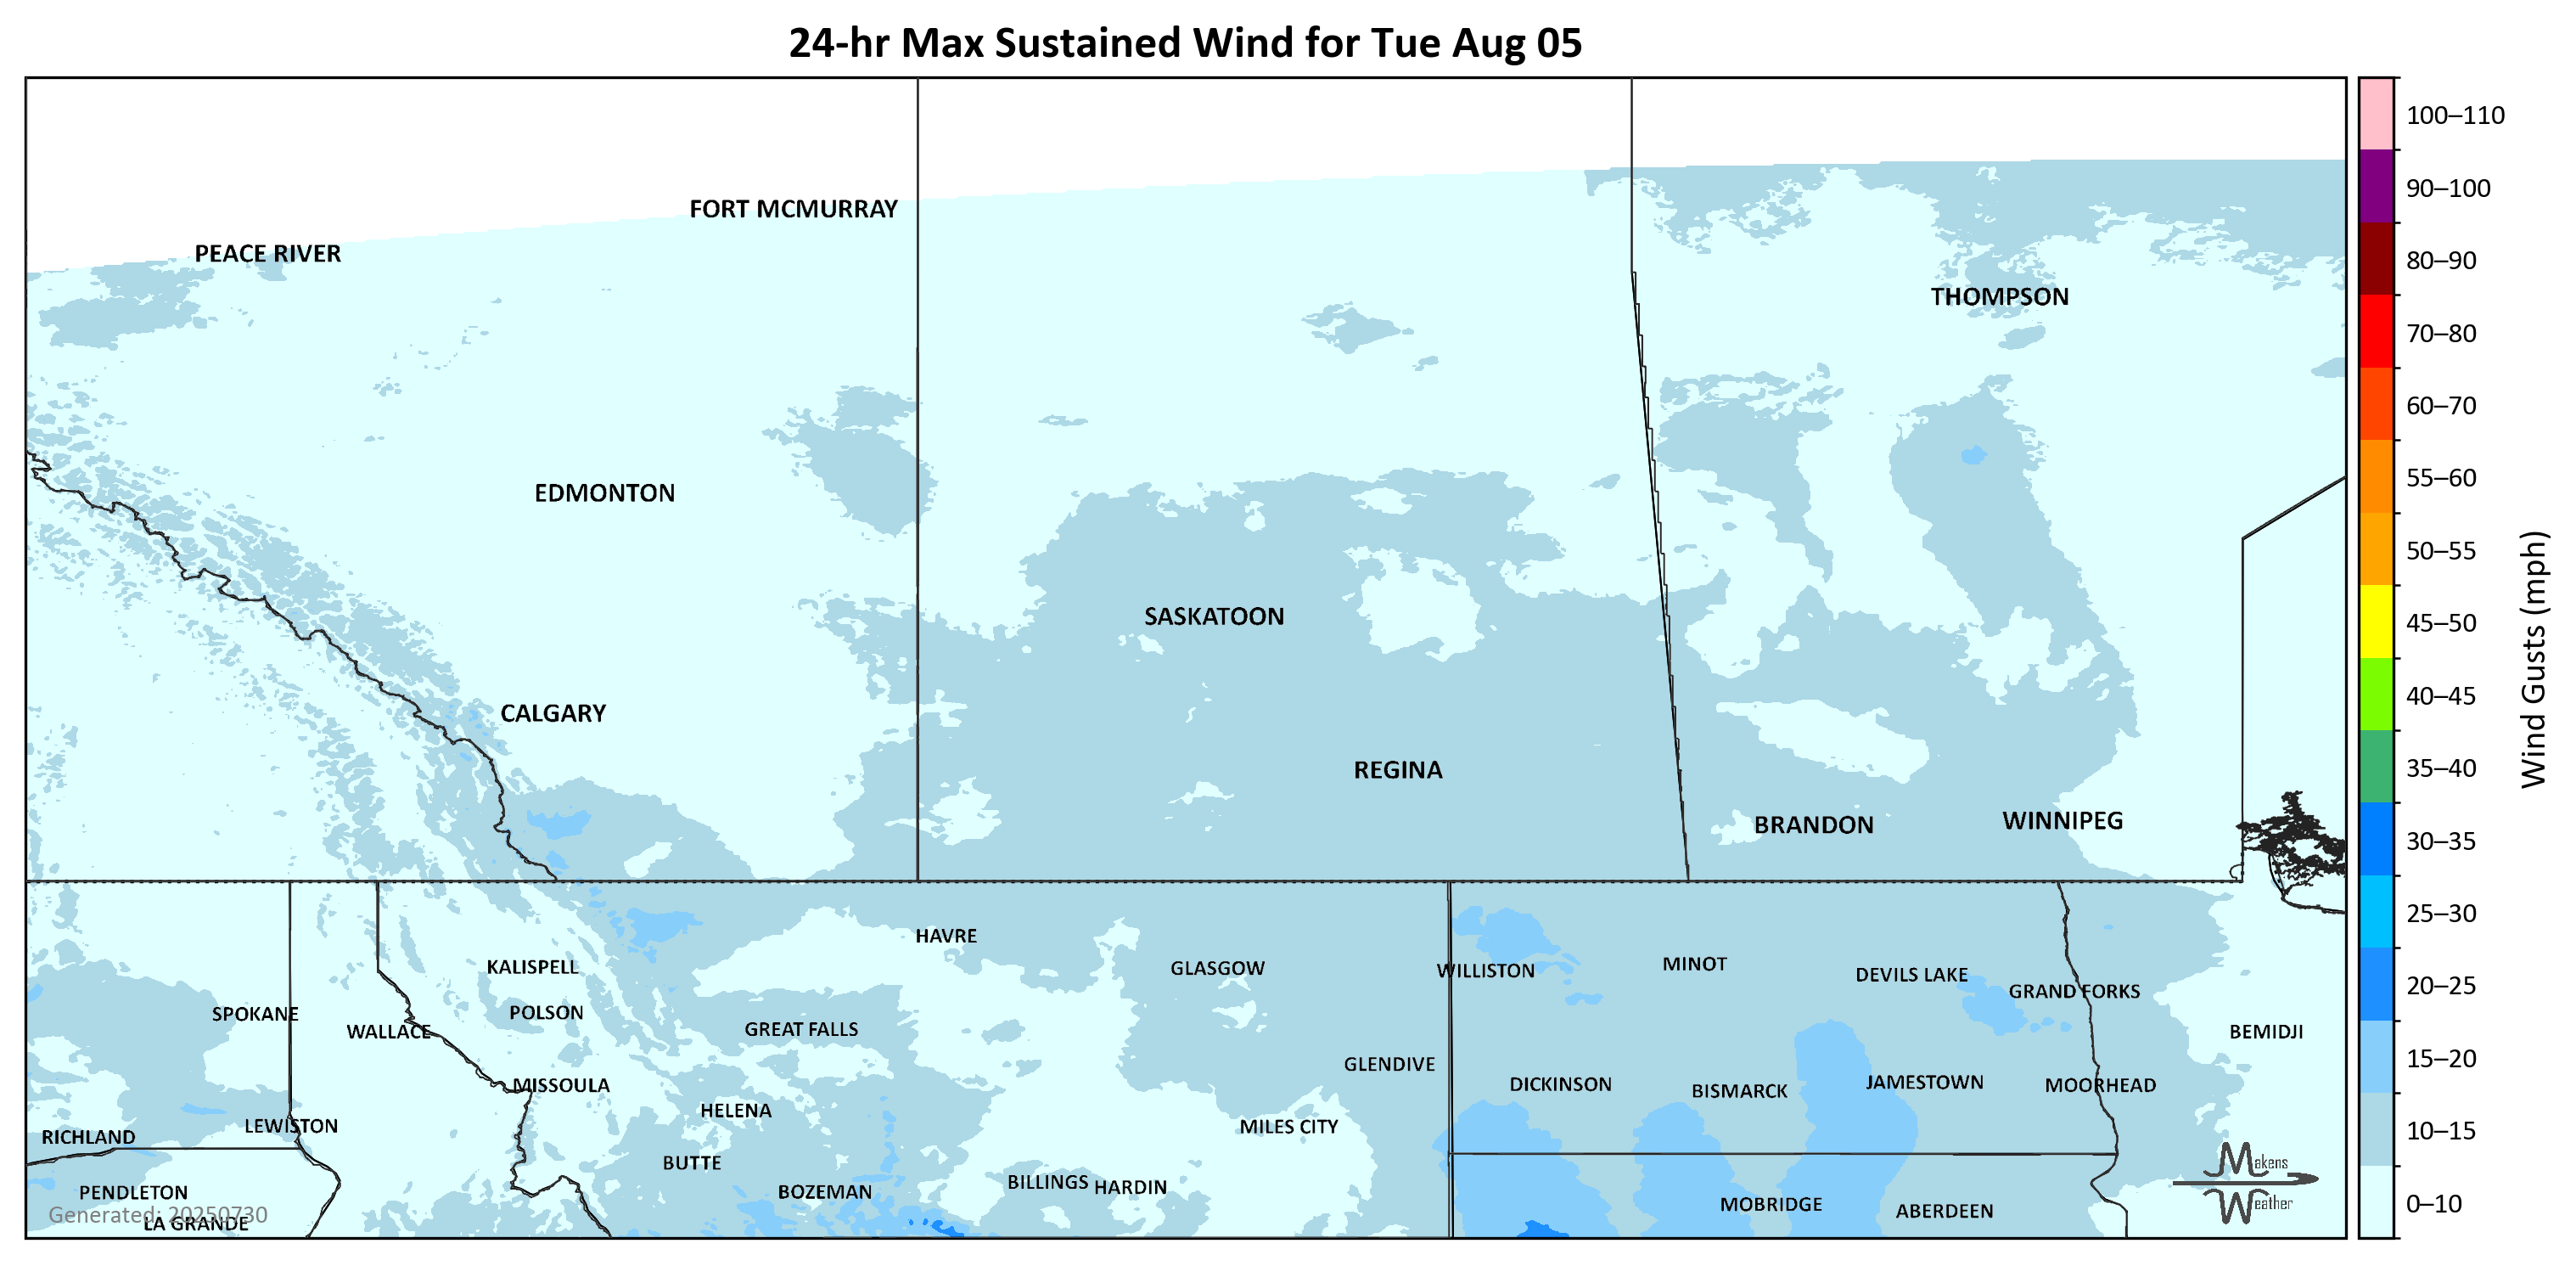 24-hr Max Sustained Wind for Tue Aug 05
100–110
90–100
80–90
70–80
60–70
55–60
50–55
45–50
40–45
35–40
30–35
25–30
20–25
15–20
10–15
0–10
Wind Gusts (mph)
FORT MCMURRAY
PEACE RIVER
THOMPSON
EDMONTON
SASKATOON
CALGARY
REGINA
BRANDON
WINNIPEG
HAVRE
KALISPELL
GLASGOW
WILLISTON
MINOT
DEVILS LAKE
GRAND FORKS
SPOKANE
POLSON
WALLACE
GREAT FALLS
BEMIDJI
GLENDIVE
MISSOULA
DICKINSON
BISMARCK
JAMESTOWN
MOORHEAD
HELENA
LEWISTON
MILES CITY
RICHLAND
BUTTE
BILLINGS
HARDIN
PENDLETON
BOZEMAN
MOBRIDGE
ABERDEEN
Generated: 20250730
LA GRANDE
Makens
Weather